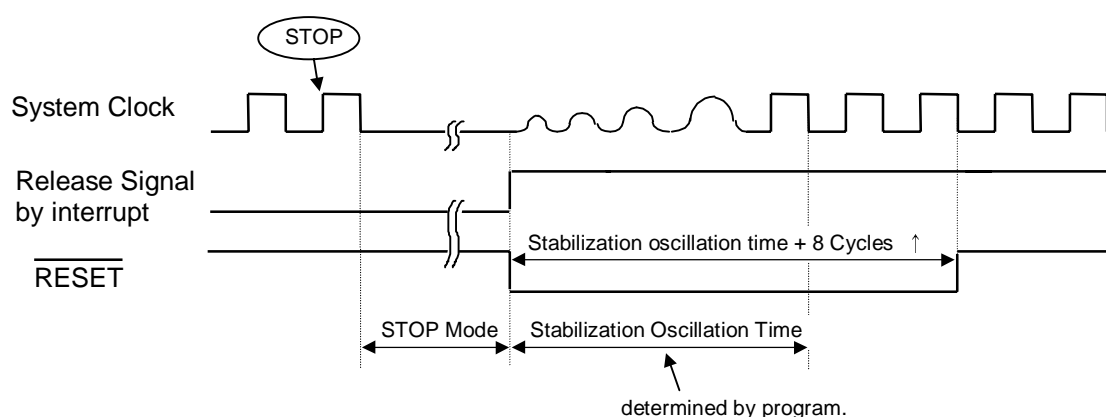 STOP
System Clock
Release Signal
by interrupt
Stabilization oscillation time + 8 Cycles ↑
RESET
STOP Mode
Stabilization Oscillation Time
determined by program.